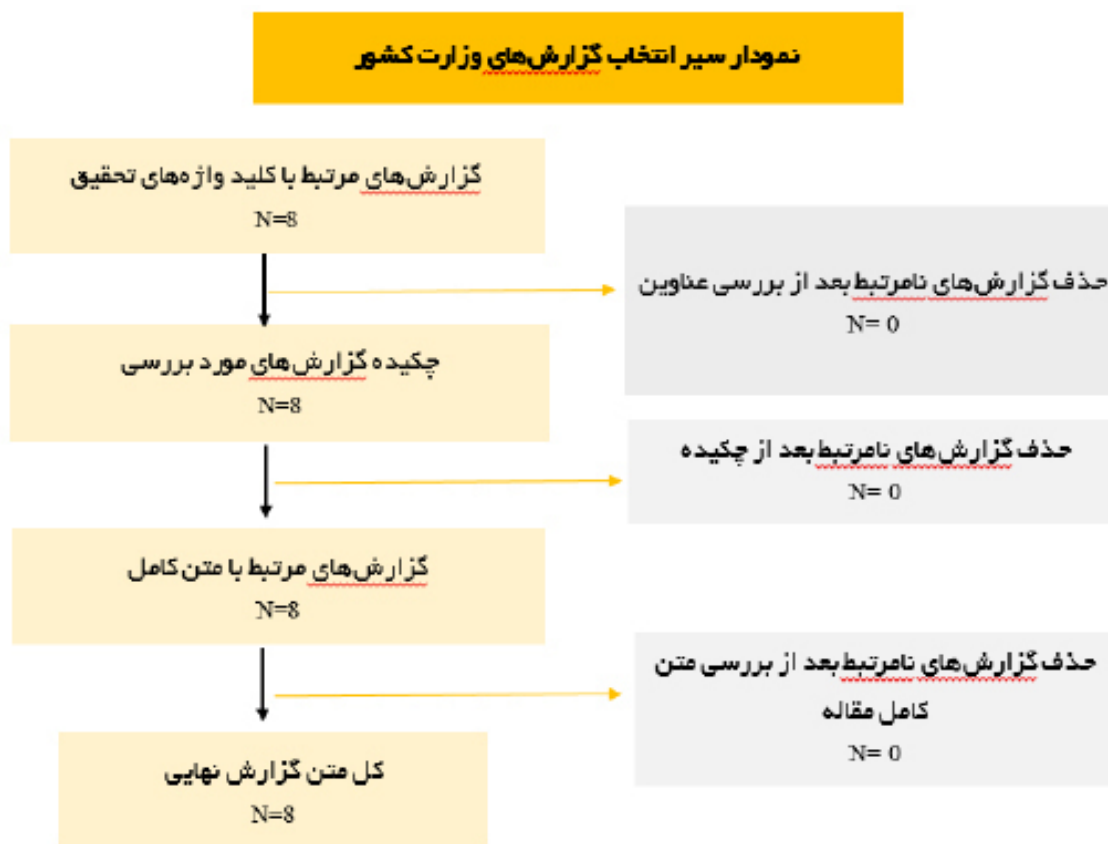 نمودار سیر انتخاب گزارش‌های وزارت کشور
گزارش‌های مرتبط با کلید واژه‌های تحقیق
N=8
حذف گزارش‌های نامرتبط بعد از بررسی عناوین
N= 0
چکیده گزارش‌های مورد بررسی
N=8
حذف گزارش‌های نامرتبط بعد از چکیده
N= 0
گزارش‌های مرتبط با متن کامل
N=8
حذف گزارش‌های نامرتبط بعد از بررسی متن
کامل مقاله
N= 0
کل متن گزارش نهایی
N=8